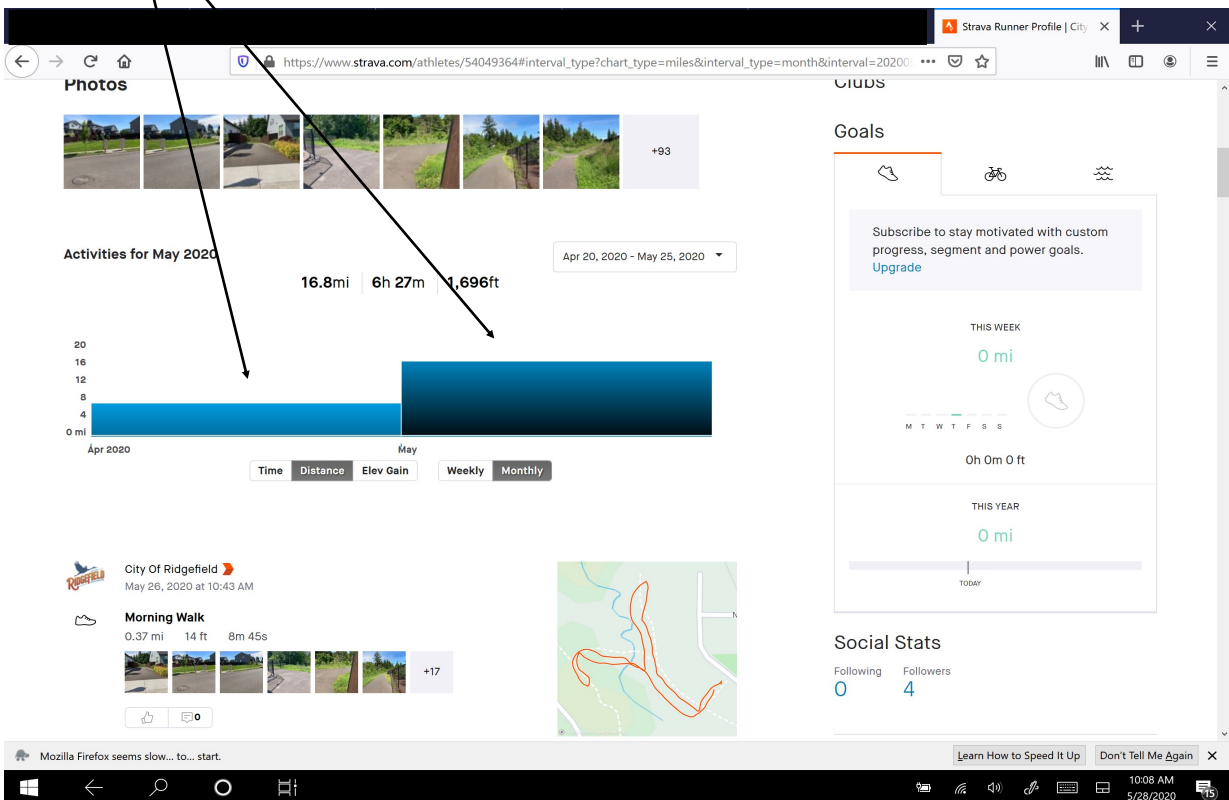 Strava Runner Profile | City
https://www.strava.com/athletes/54049364#interval_type?chart_type=miles&interval_type=month&interval=20200
Photos
+93
Activities for May 2020
Apr 20, 2020 - May 25, 2020
16.8mi 6h 27m 1,696ft
20
16
12
8
4
0 mi
Apr 2020 May
Time Distance Elev Gain Weekly Monthly
RIDGEFIELD
City Of Ridgefield
May 26, 2020 at 10:43 AM
Morning Walk
0.37 mi 14 ft 8m 45s
+17
0
N
Clubs
Goals
Subscribe to stay motivated with custom
progress, segment and power goals.
Upgrade
THIS WEEK
0 mi
M T W T F S S
0h 0m 0 ft
THIS YEAR
0 mi
TODAY
Social Stats
Following Followers
0 4
Mozilla Firefox seems slow... to... start.
Learn How to Speed It Up Don't Tell Me Again
10:08 AM
5/28/2020
15